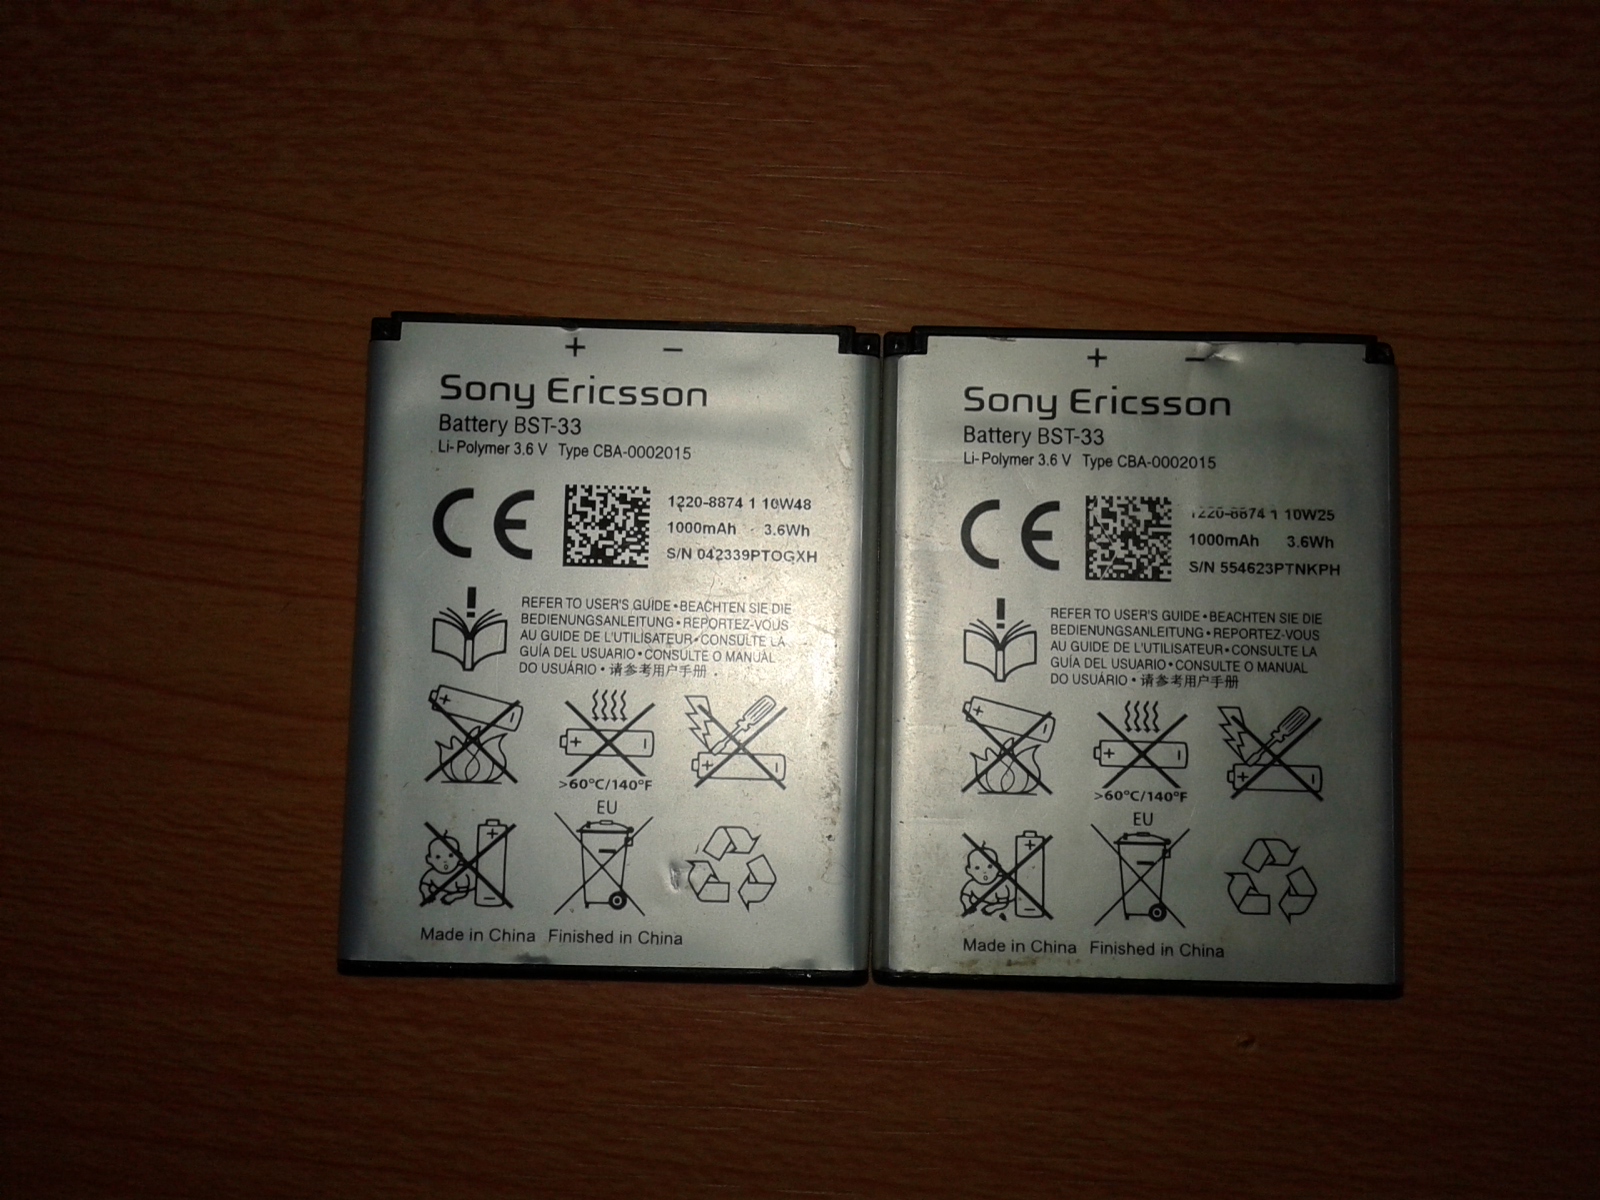 + −
Sony Ericsson
Battery BST-33
Li-Polymer 3.6 V Type CBA-0002015
CE
1220-8874 1 10W48
1000mAh 3.6Wh
S/N 042339PTOGXH
!
REFER TO USER'S GUIDE • BEACHTEN SIE DIE
BEDIENUNGSANLEITUNG • REPORTEZ-VOUS
AU GUIDE DE L'UTILISATEUR • CONSULTE LA
GUÍA DEL USUARIO • CONSULTE O MANUAL
DO USUÁRIO • 请参考用户手册
>60°C/140°F
EU
Made in China Finished in China
+ −
Sony Ericsson
Battery BST-33
Li-Polymer 3.6 V Type CBA-0002015
CE
1220-8874 1 10W25
1000mAh 3.6Wh
S/N 554623PTNKPH
!
REFER TO USER'S GUIDE • BEACHTEN SIE DIE
BEDIENUNGSANLEITUNG • REPORTEZ-VOUS
AU GUIDE DE L'UTILISATEUR • CONSULTE LA
GUÍA DEL USUARIO • CONSULTE O MANUAL
DO USUÁRIO • 请参考用户手册
>60°C/140°F
EU
Made in China Finished in China